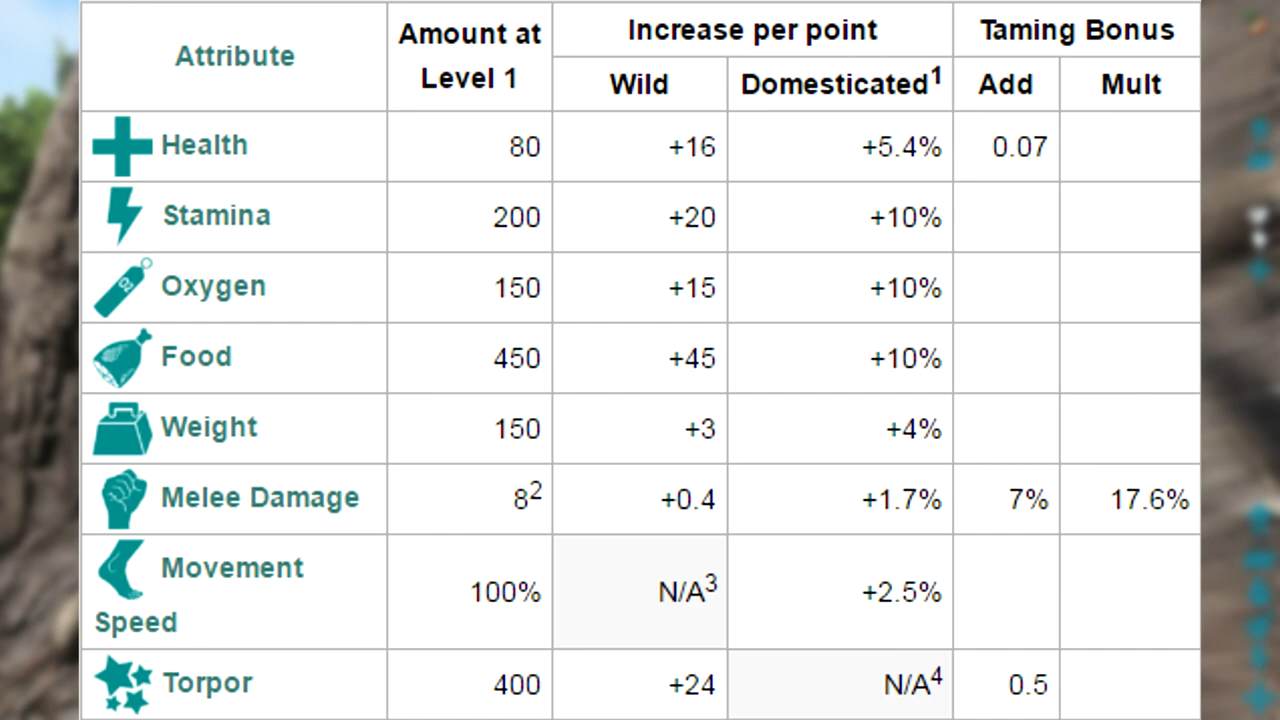 Attribute Amount at Level 1 Increase per point Taming Bonus
Wild Domesticated1 Add Mult
Health 80 +16 +5.4% 0.07
Stamina 200 +20 +10%
O2 Oxygen 150 +15 +10%
Food 450 +45 +10%
Weight 150 +3 +4%
Melee Damage 82 +0.4 +1.7% 7% 17.6%
Movement Speed 100% N/A3 +2.5%
Torpor 400 +24 N/A4 0.5